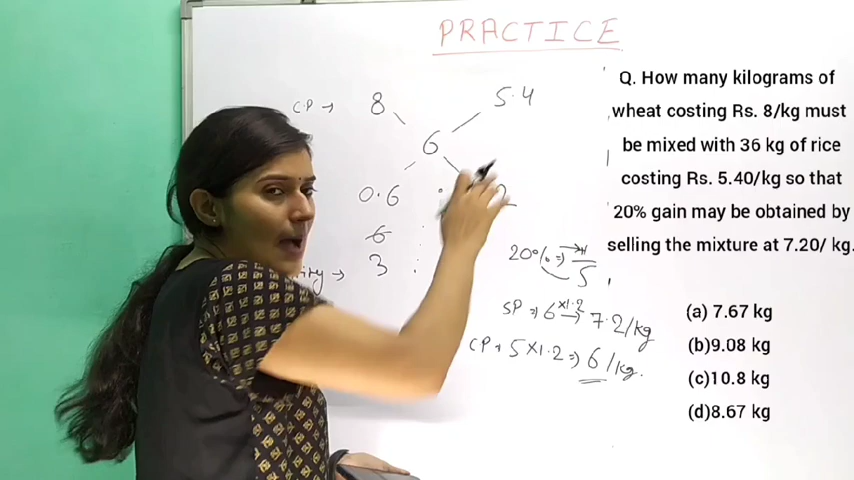 PRACTICE
C.P → 8 5.4
6
0.6 : 2
6
3 :
20% ⇒ 5
SP ⇒ 6 ×1.2 → 7.2/kg
CP → 5×1.2 ⇒ 6/kg.
Q. How many kilograms of
wheat costing Rs. 8/kg must
be mixed with 36 kg of rice
costing Rs. 5.40/kg so that
20% gain may be obtained by
selling the mixture at 7.20/ kg.
(a) 7.67 kg
(b)9.08 kg
(c)10.8 kg
(d)8.67 kg